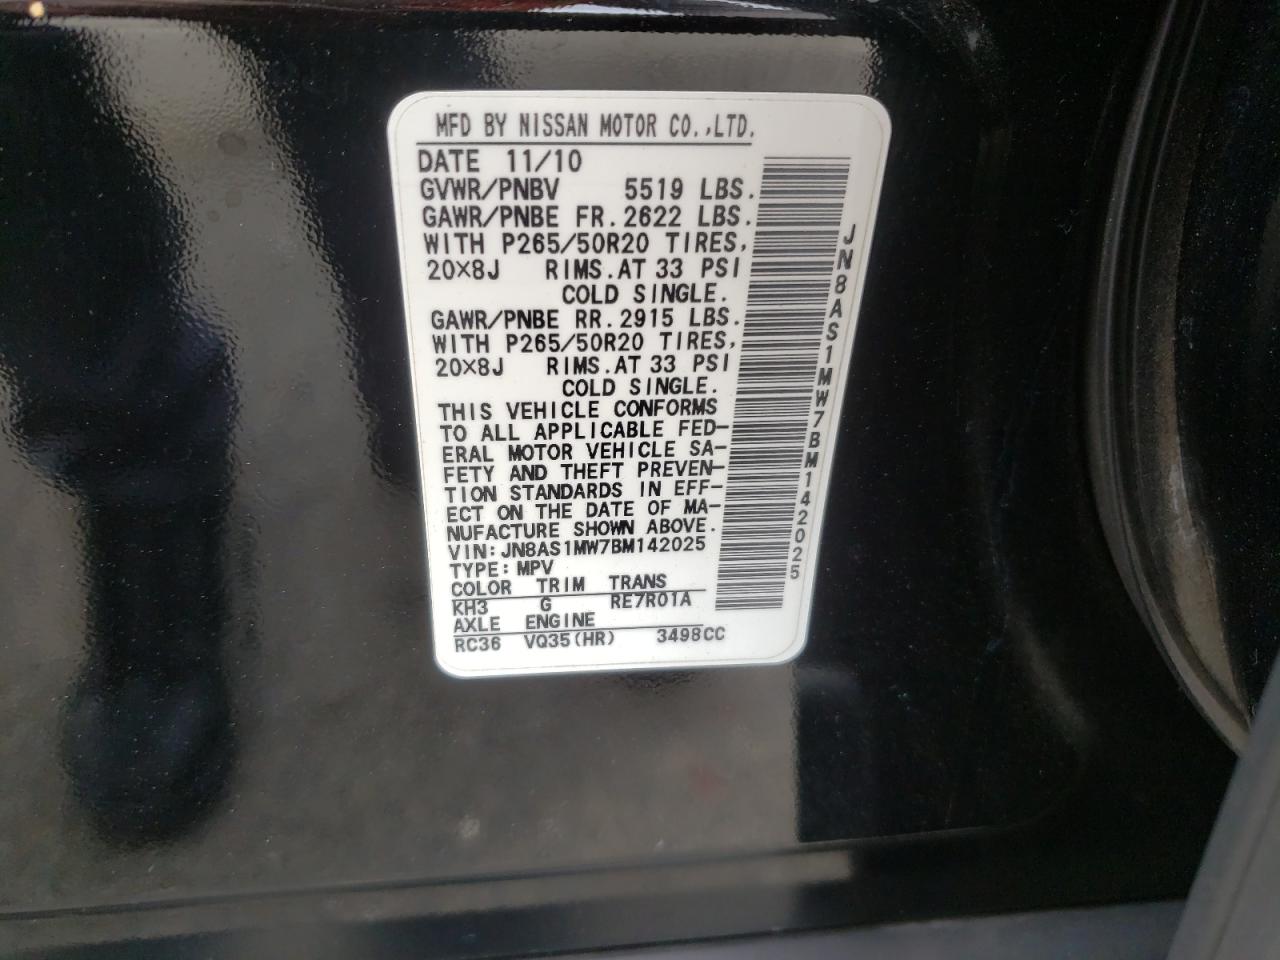 MFD BY NISSAN MOTOR CO.,LTD.
DATE 11/10
GVWR/PNBV 5519 LBS.
GAWR/PNBE FR.2622 LBS.
WITH P265/50R20 TIRES,
20×8J RIMS.AT 33 PSI
COLD SINGLE.
GAWR/PNBE RR.2915 LBS.
WITH P265/50R20 TIRES,
20×8J RIMS.AT 33 PSI
COLD SINGLE.
THIS VEHICLE CONFORMS
TO ALL APPLICABLE FED-
ERAL MOTOR VEHICLE SA-
FETY AND THEFT PREVEN-
TION STANDARDS IN EFF-
ECT ON THE DATE OF MA-
NUFACTURE SHOWN ABOVE.
VIN:JN8AS1MW7BM142025
TYPE:MPV
COLOR TRIM TRANS
KH3 G RE7R01A
AXLE ENGINE
RC36 VQ35(HR) 3498CC
JN8AS1MW7BM142025